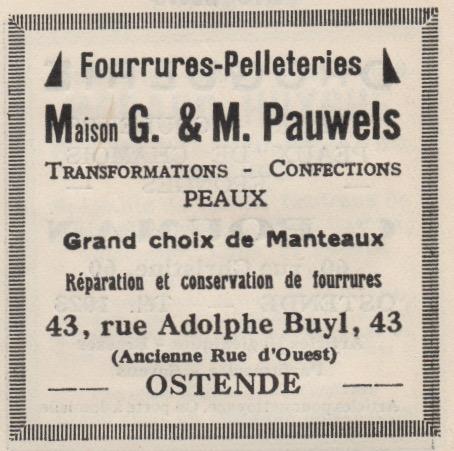 Fourrures-Pelleteries
Maison G. & M. Pauwels
TRANSFORMATIONS - CONFECTIONS
PEAUX
Grand choix de Manteaux
Réparation et conservation de fourrures
43, rue Adolphe Buyl, 43
(Ancienne Rue d'Ouest)
OSTENDE